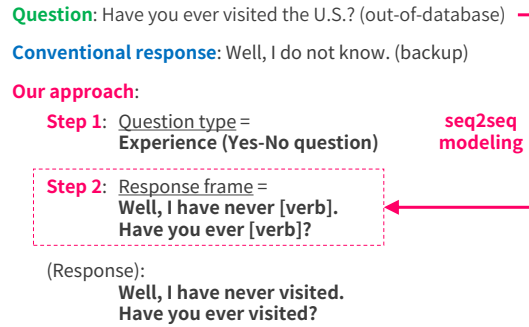 Question: Have you ever visited the U.S.? (out-of-database)
Conventional response: Well, I do not know. (backup)
Our approach:
Step 1: Question type =
Experience (Yes-No question)
seq2seq
modeling
Step 2: Response frame =
Well, I have never [verb].
Have you ever [verb]?
(Response):
Well, I have never visited.
Have you ever visited?